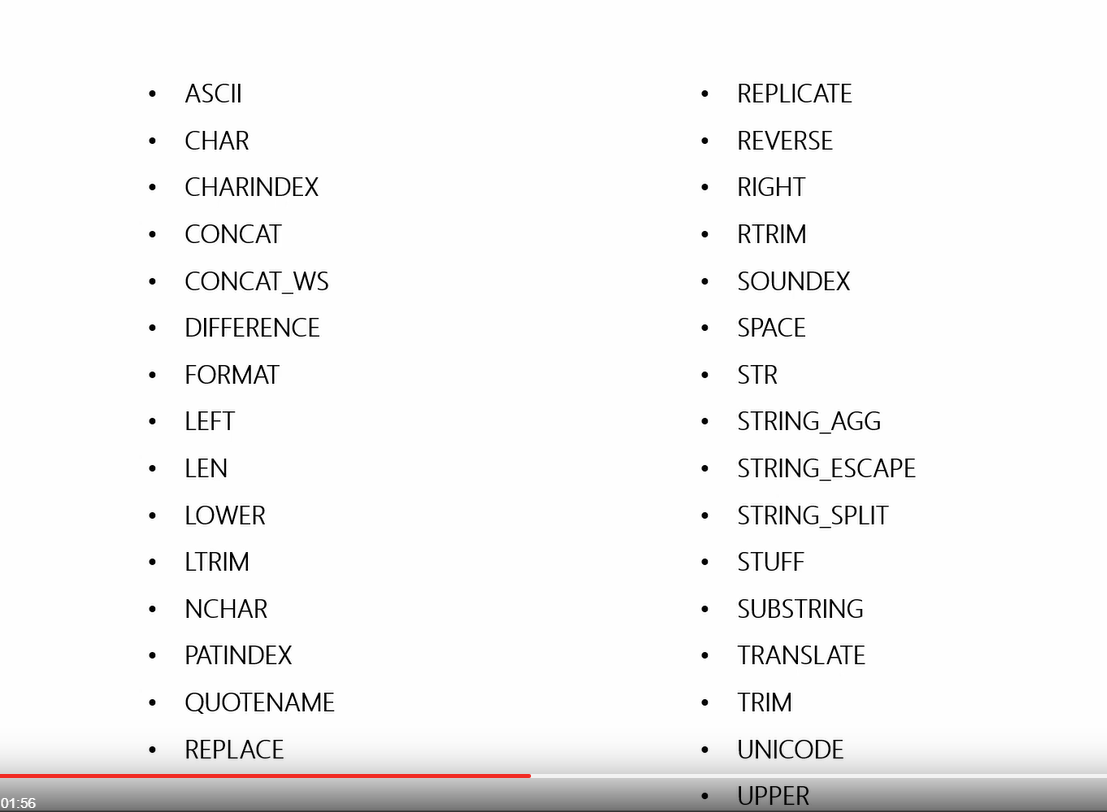 • ASCII
• CHAR
• CHARINDEX
• CONCAT
• CONCAT_WS
• DIFFERENCE
• FORMAT
• LEFT
• LEN
• LOWER
• LTRIM
• NCHAR
• PATINDEX
• QUOTENAME
• REPLACE
• REPLICATE
• REVERSE
• RIGHT
• RTRIM
• SOUNDEX
• SPACE
• STR
• STRING_AGG
• STRING_ESCAPE
• STRING_SPLIT
• STUFF
• SUBSTRING
• TRANSLATE
• TRIM
• UNICODE
• UPPER
01:56